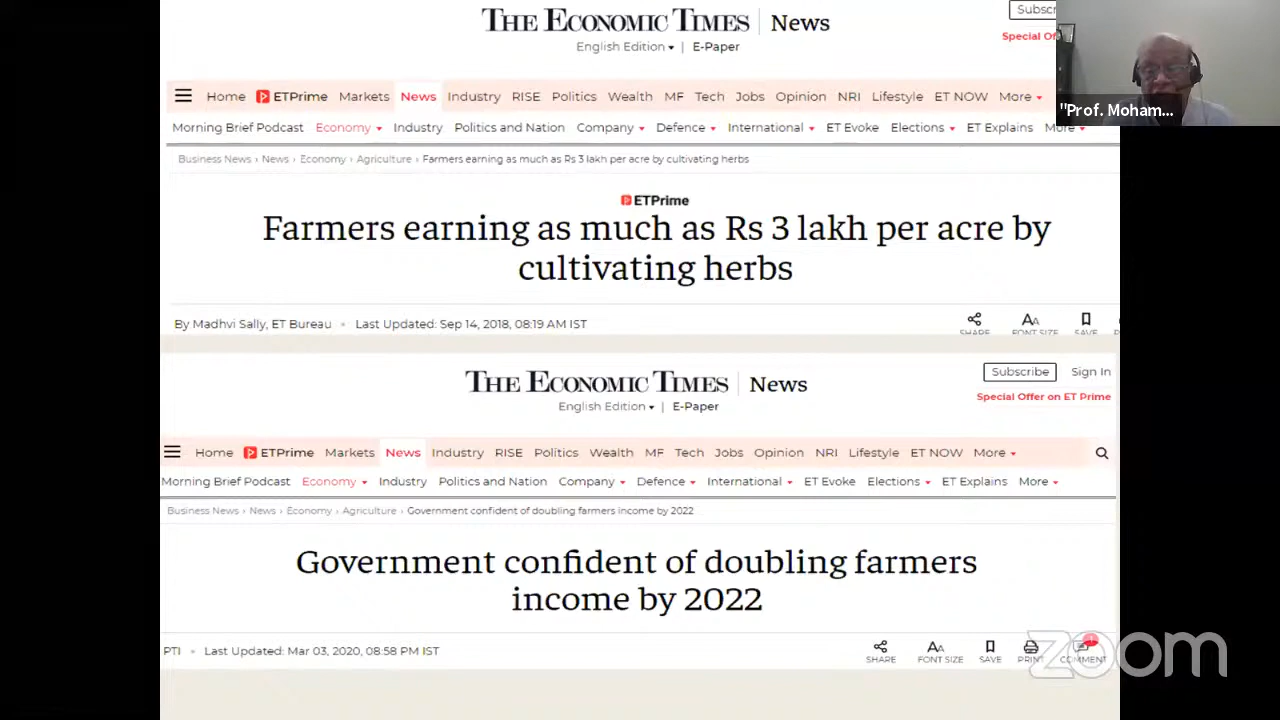 THE ECONOMIC TIMES | News
Subscr
English Edition | E-Paper
Special Of
"Prof. Moham...
Home ETPrime Markets News Industry RISE Politics Wealth MF Tech Jobs Opinion NRI Lifestyle ET NOW More
Morning Brief Podcast Economy Industry Politics and Nation Company Defence International ET Evoke Elections ET Explains More
Business News › News › Economy › Agriculture › Farmers earning as much as Rs 3 lakh per acre by cultivating herbs
ETPrime
Farmers earning as much as Rs 3 lakh per acre by
cultivating herbs
By Madhvi Sally, ET Bureau • Last Updated: Sep 14, 2018, 08:19 AM IST
SHARE FONT SIZE SAVE P
THE ECONOMIC TIMES | News
Subscribe Sign In
English Edition | E-Paper
Special Offer on ET Prime
Home ETPrime Markets News Industry RISE Politics Wealth MF Tech Jobs Opinion NRI Lifestyle ET NOW More
Morning Brief Podcast Economy Industry Politics and Nation Company Defence International ET Evoke Elections ET Explains More
Business News › News › Economy › Agriculture › Government confident of doubling farmers income by 2022
Government confident of doubling farmers
income by 2022
PTI • Last Updated: Mar 03, 2020, 08:58 PM IST
SHARE FONT SIZE SAVE PRINT COMMENT
zoom